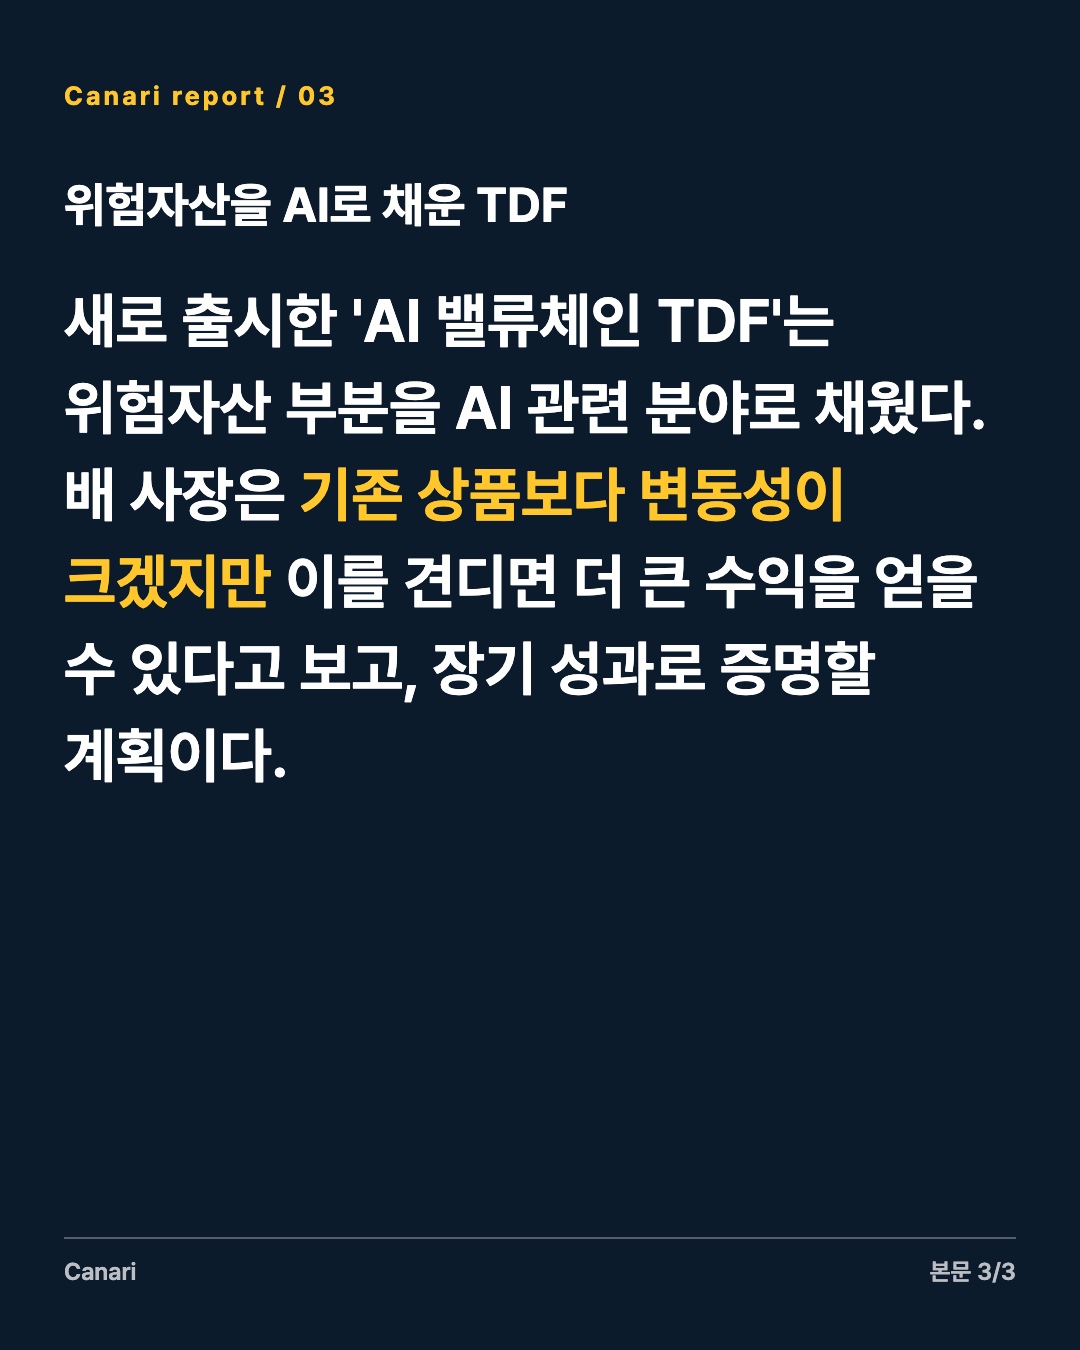 Canari report / 03
위험자산을 AI로 채운 TDF
새로 출시한 'AI 밸류체인 TDF'는
위험자산 부분을 AI 관련 분야로 채웠다.
배 사장은 기존 상품보다 변동성이
크겠지만 이를 견디면 더 큰 수익을 얻을
수 있다고 보고, 장기 성과로 증명할
계획이다.
Canari
본문 3/3